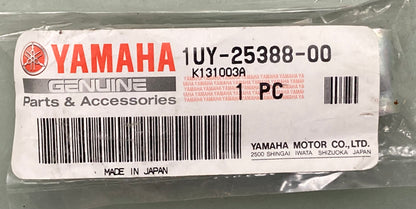 YAMAHA 1UY-25388-00
GENUINE K131003A
Parts & Accessories
1 PC
YAMAHA MOTOR CO.,LTD.
2500 SHINGAI, IWATA, SHIZUOKA, JAPAN
MADE IN JAPAN